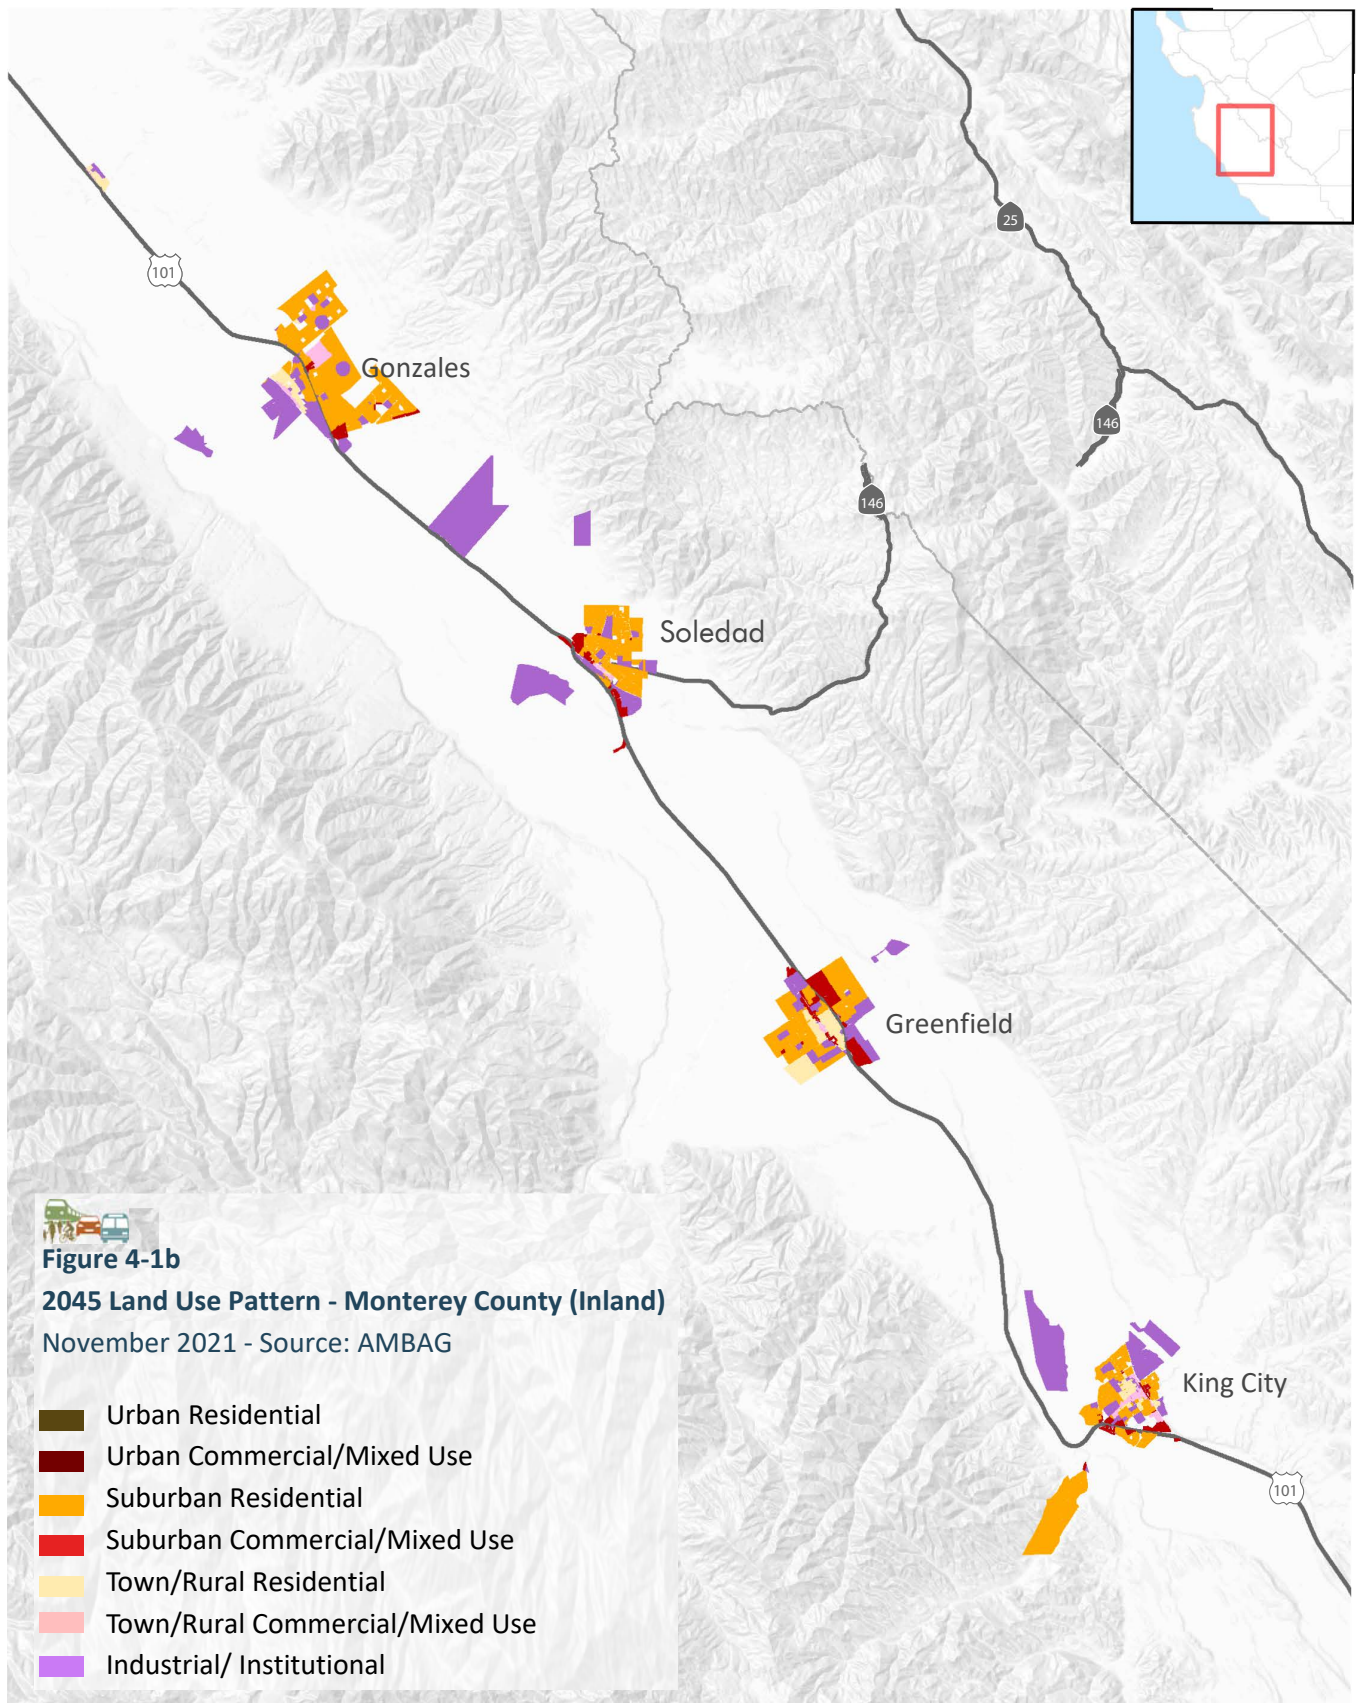 25
101
Gonzales
146
146
Soledad
Greenfield
King City
101
Figure 4-1b
2045 Land Use Pattern - Monterey County (Inland)
November 2021 - Source: AMBAG
Urban Residential
Urban Commercial/Mixed Use
Suburban Residential
Suburban Commercial/Mixed Use
Town/Rural Residential
Town/Rural Commercial/Mixed Use
Industrial/ Institutional